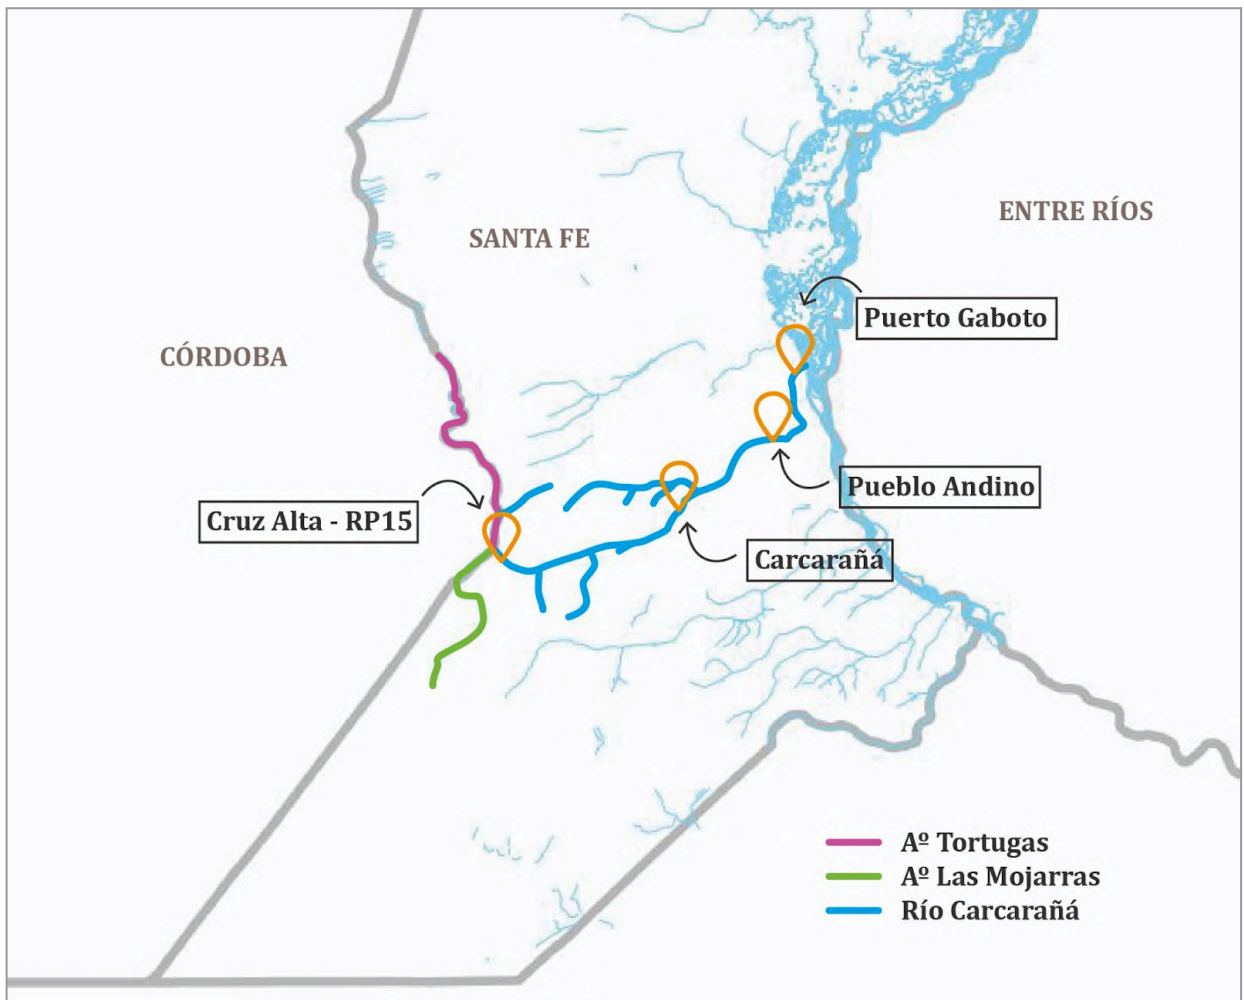 ENTRE RÍOS
SANTA FE
Puerto Gaboto
CÓRDOBA
Pueblo Andino
Cruz Alta - RP15
Carcarañá
Aº Tortugas
Aº Las Mojarras
Río Carcarañá